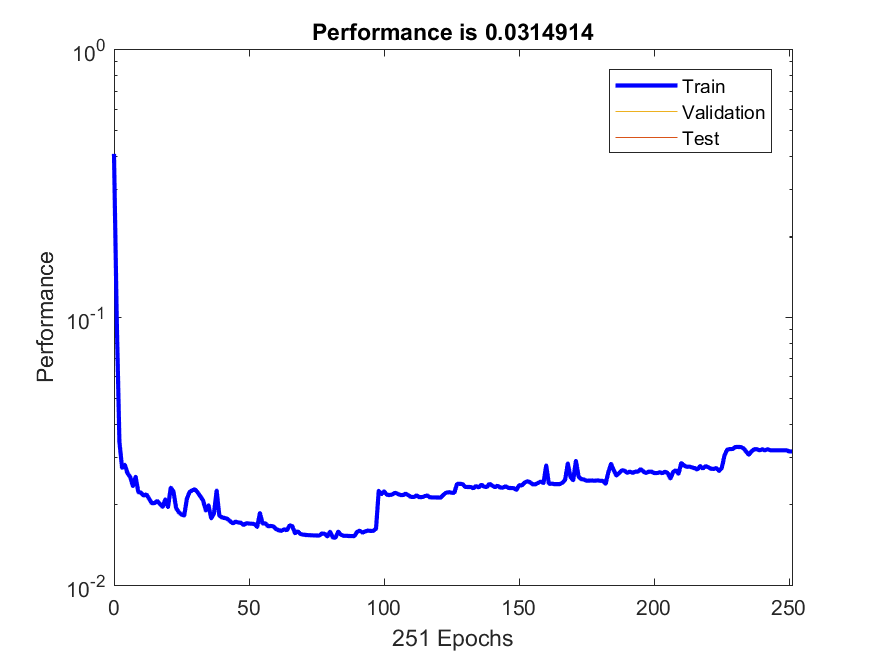 Performance is 0.0314914
10^0
10^-1
10^-2
Performance
Train
Validation
Test
0 50 100 150 200 250
251 Epochs